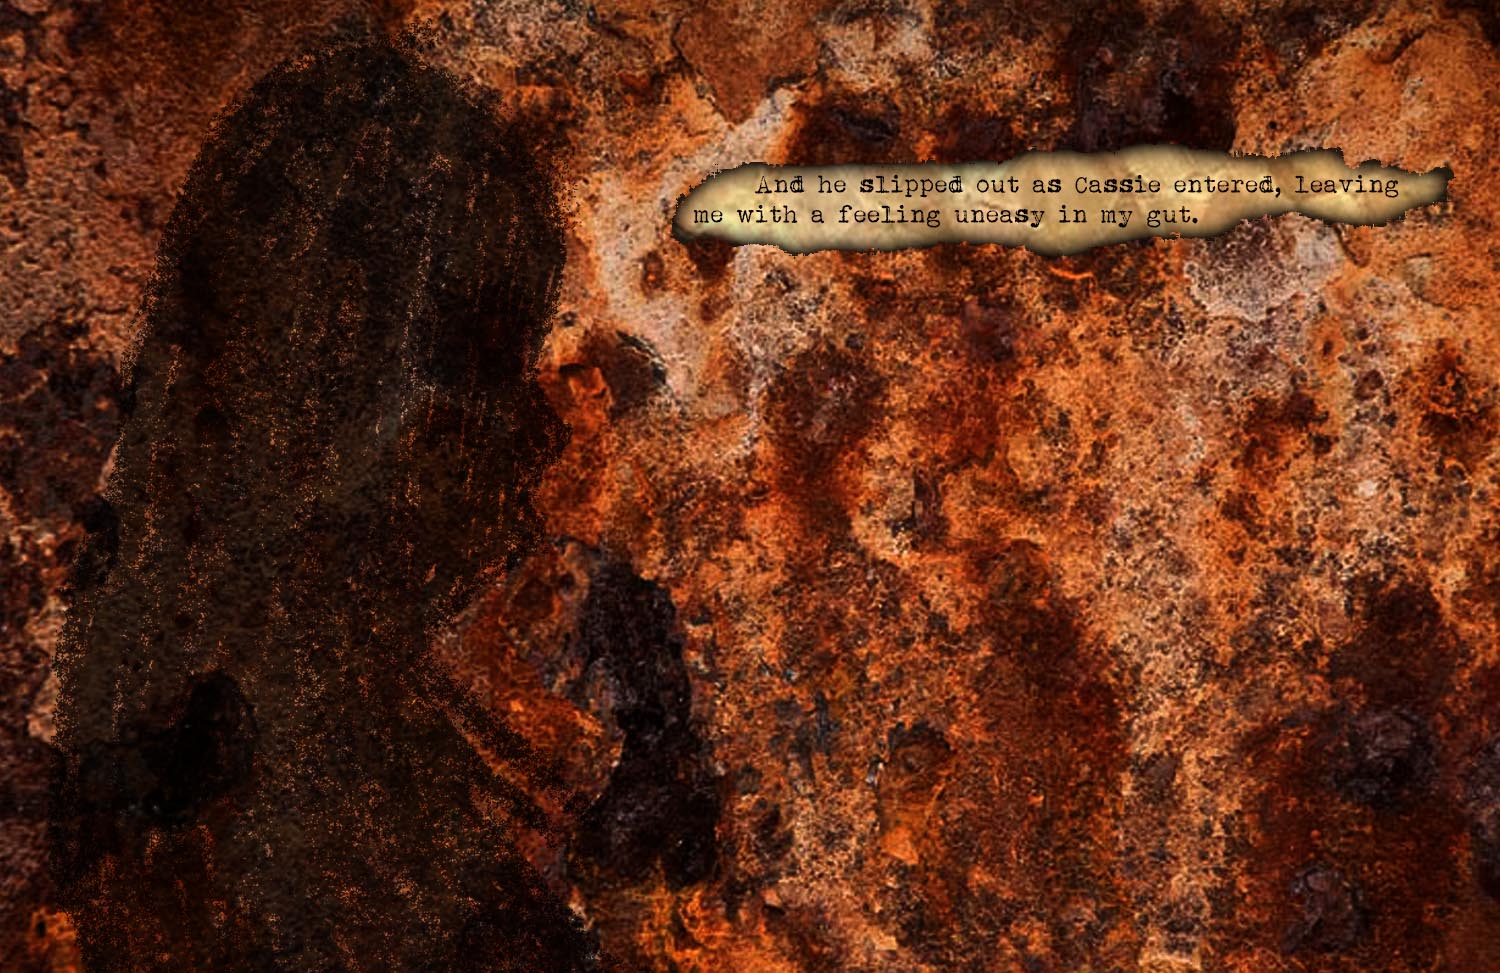 And he slipped out as Cassie entered, leaving
me with a feeling uneasy in my gut.